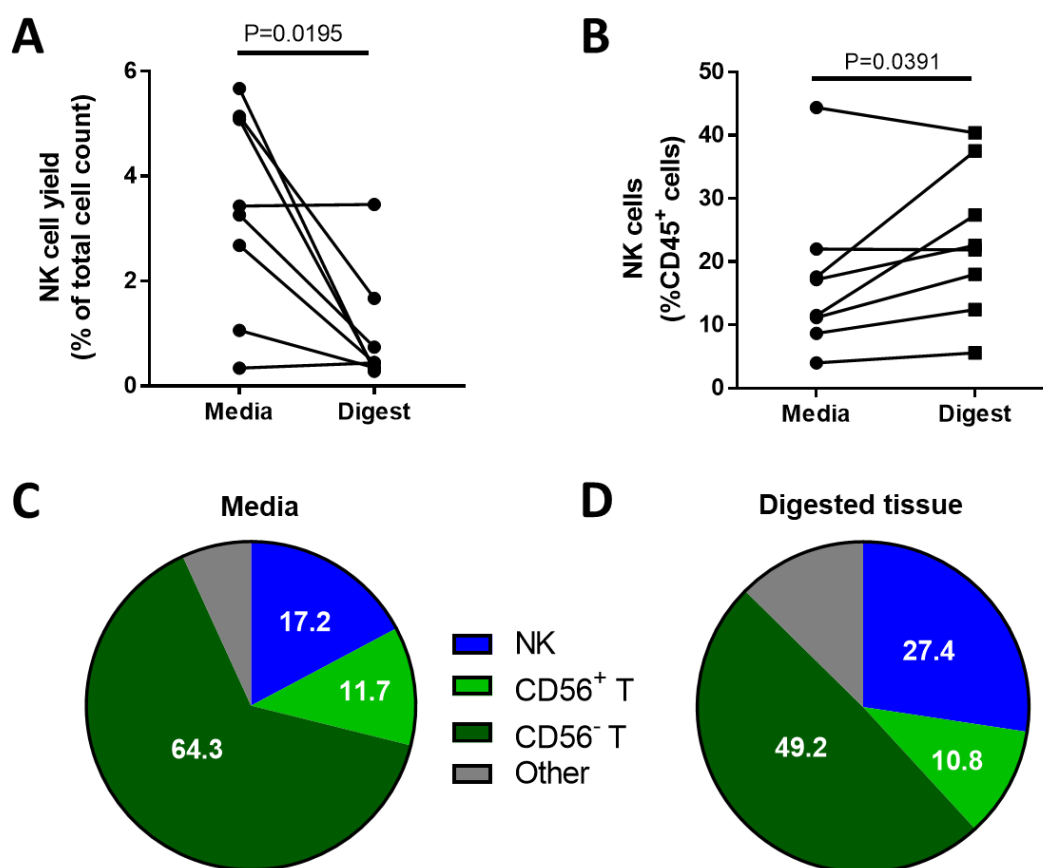 A
P=0.0195
NK cell yield
(% of total cell count)
6
4
2
0
Media
Digest
B
P=0.0391
NK cells
(%CD45⁺ cells)
50
40
30
20
10
0
Media
Digest
C
Media
17.2
11.7
64.3
NK
CD56⁺ T
CD56⁻ T
Other
D
Digested tissue
27.4
10.8
49.2